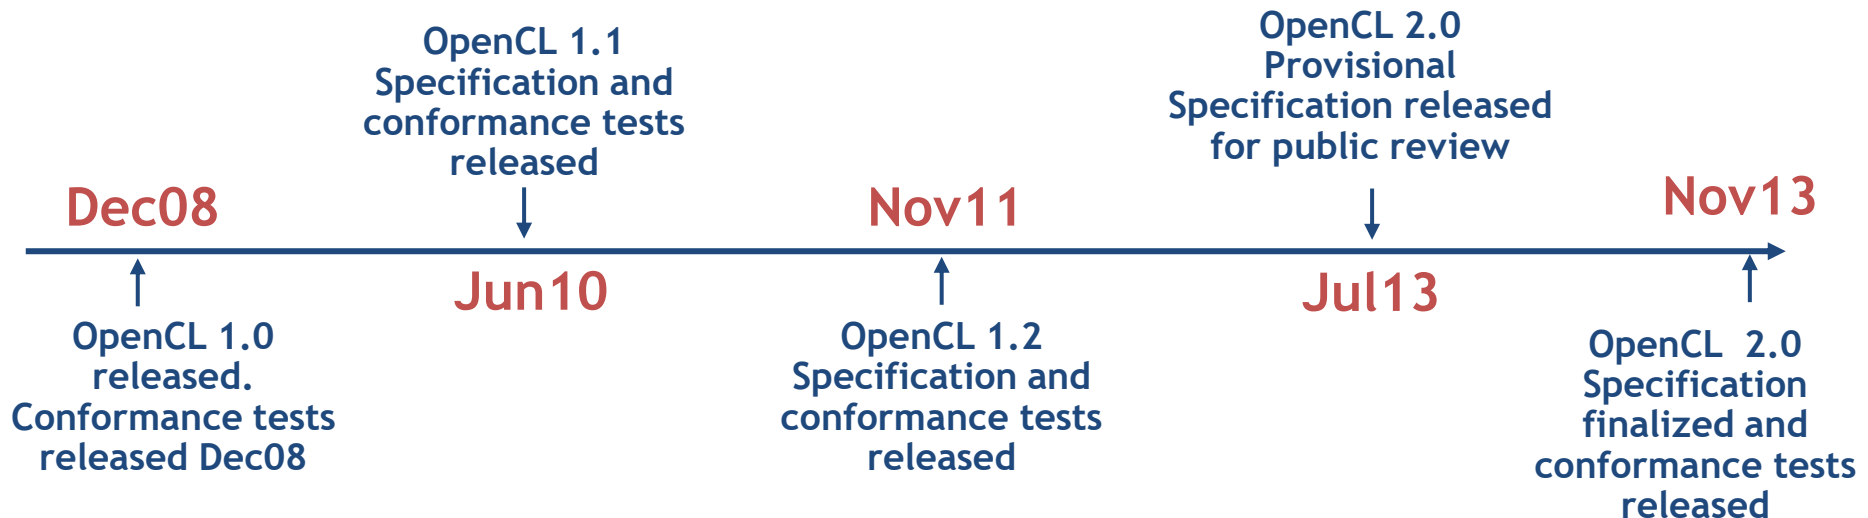 Dec08
OpenCL 1.0
released.
Conformance tests
released Dec08
OpenCL 1.1
Specification and
conformance tests
released
Jun10
Nov11
OpenCL 1.2
Specification and
conformance tests
released
OpenCL 2.0
Provisional
Specification released
for public review
Jul13
Nov13
OpenCL 2.0
Specification
finalized and
conformance tests
released